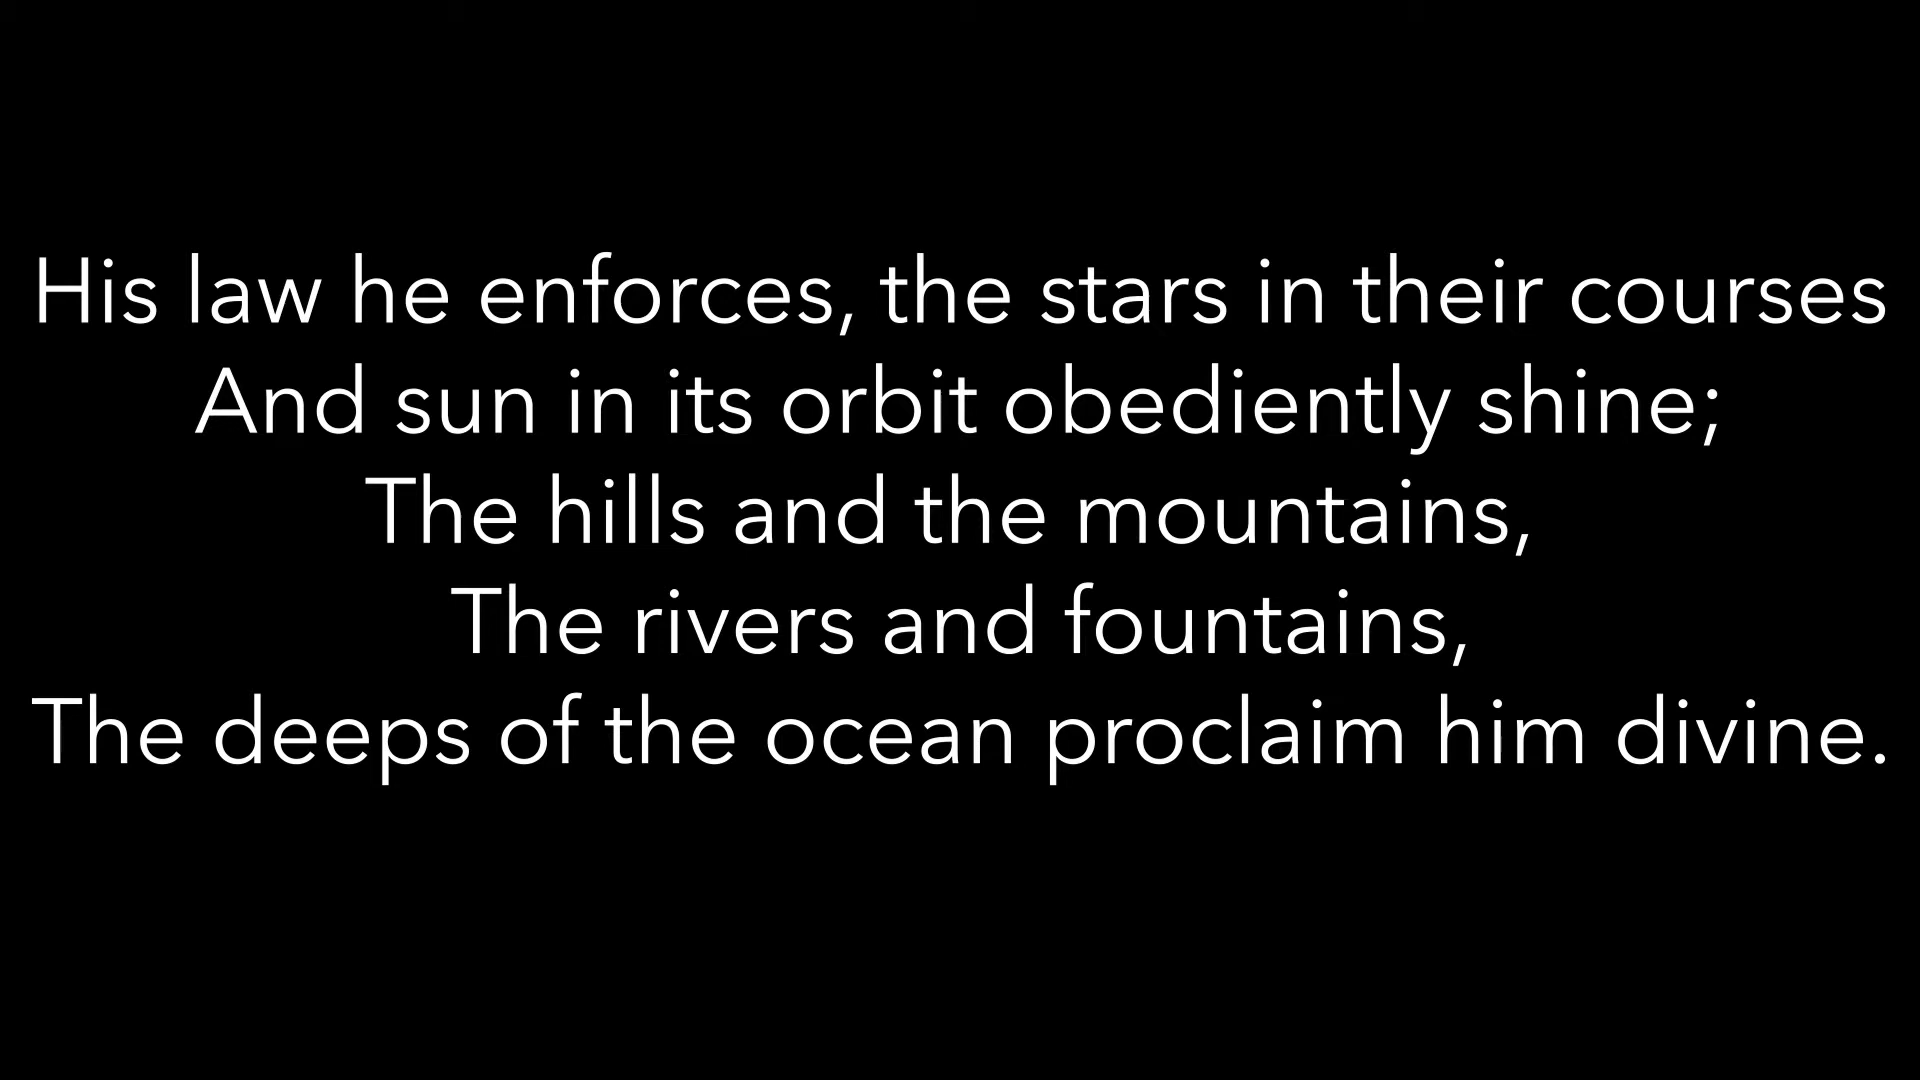 His law he enforces, the stars in their courses
And sun in its orbit obediently shine;
The hills and the mountains,
The rivers and fountains,
The deeps of the ocean proclaim him divine.